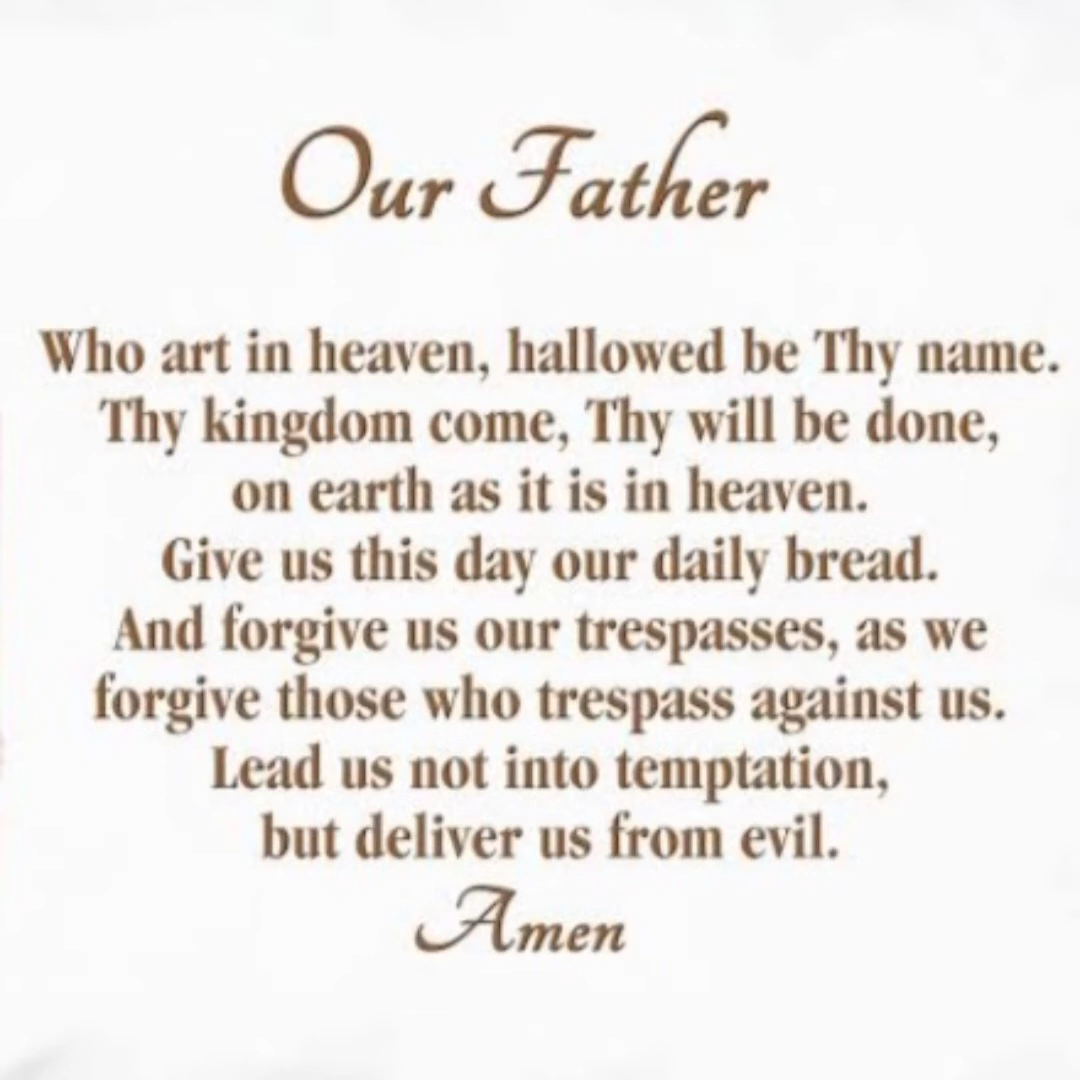 Our Father
Who art in heaven, hallowed be Thy name.
Thy kingdom come, Thy will be done,
on earth as it is in heaven.
Give us this day our daily bread.
And forgive us our trespasses, as we
forgive those who trespass against us.
Lead us not into temptation,
but deliver us from evil.
Amen